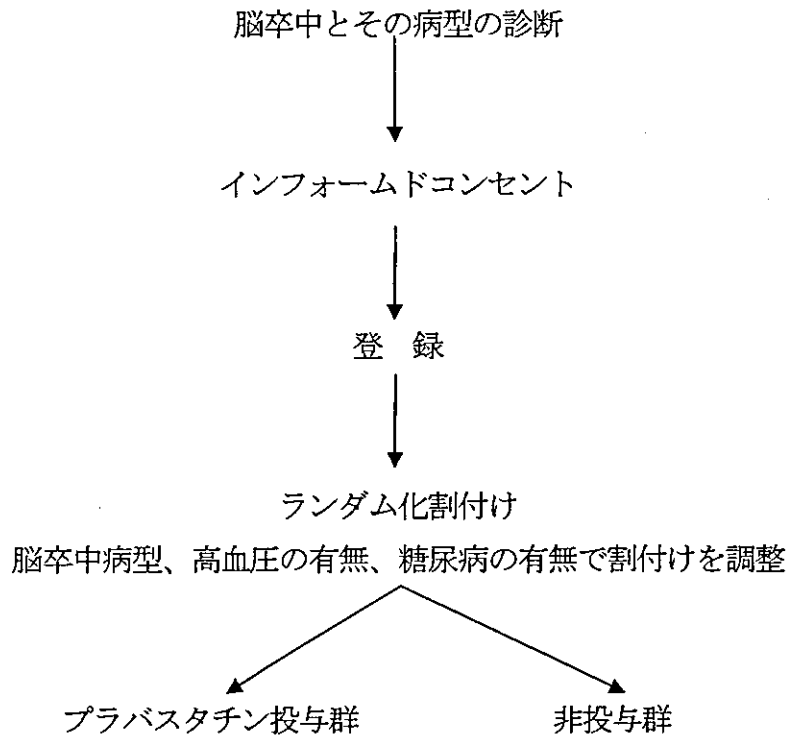 脳卒中とその病型の診断
インフォームドコンセント
登　録
ランダム化割付け
脳卒中病型、高血圧の有無、糖尿病の有無で割付けを調整
プラバスタチン投与群　非投与群